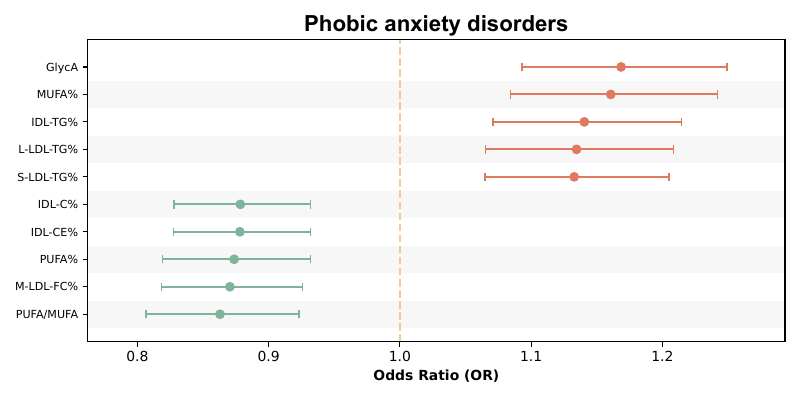 Phobic anxiety disorders
GlycA
MUFA%
IDL-TG%
L-LDL-TG%
S-LDL-TG%
IDL-C%
IDL-CE%
PUFA%
M-LDL-FC%
PUFA/MUFA
0.8 0.9 1.0 1.1 1.2
Odds Ratio (OR)